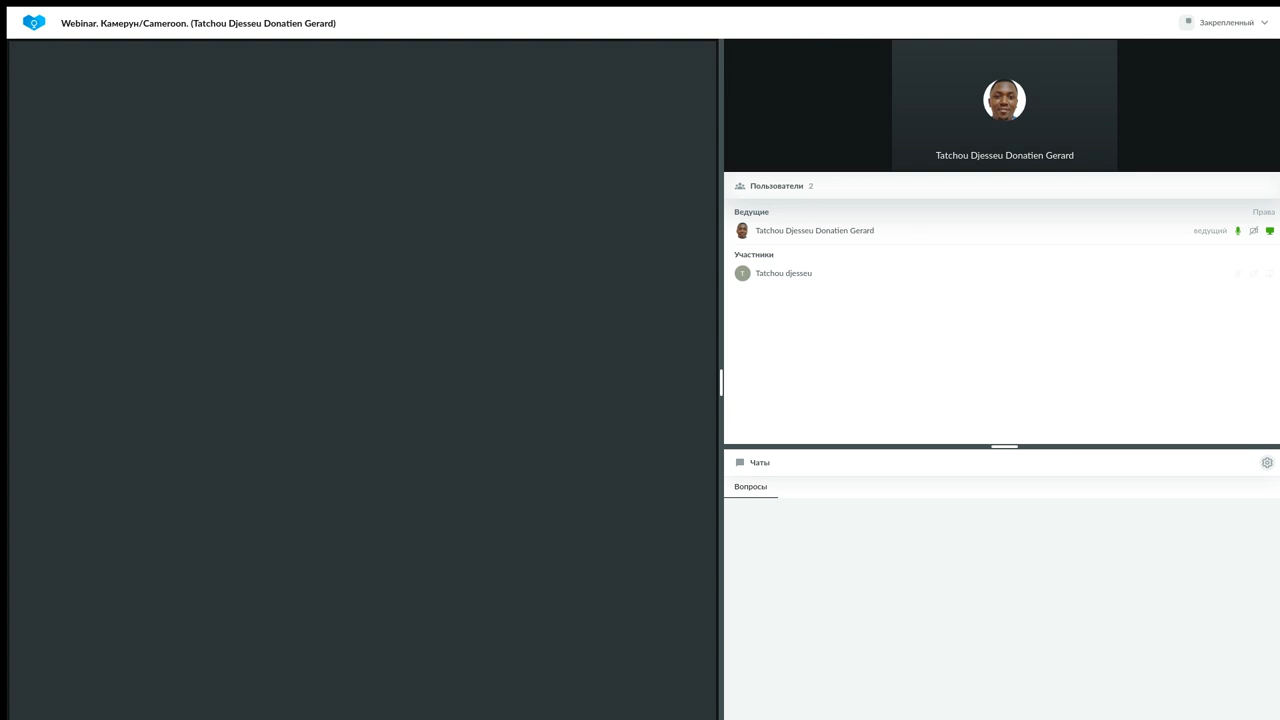 Webinar. Камерун/Cameroon. (Tatchou Djesseu Donatien Gerard)
Закрепленный
Tatchou Djesseu Donatien Gerard
Пользователи 2
Ведущие Права
Tatchou Djesseu Donatien Gerard ведущий
Участники
T Tatchou djesseu
Чаты
Вопросы